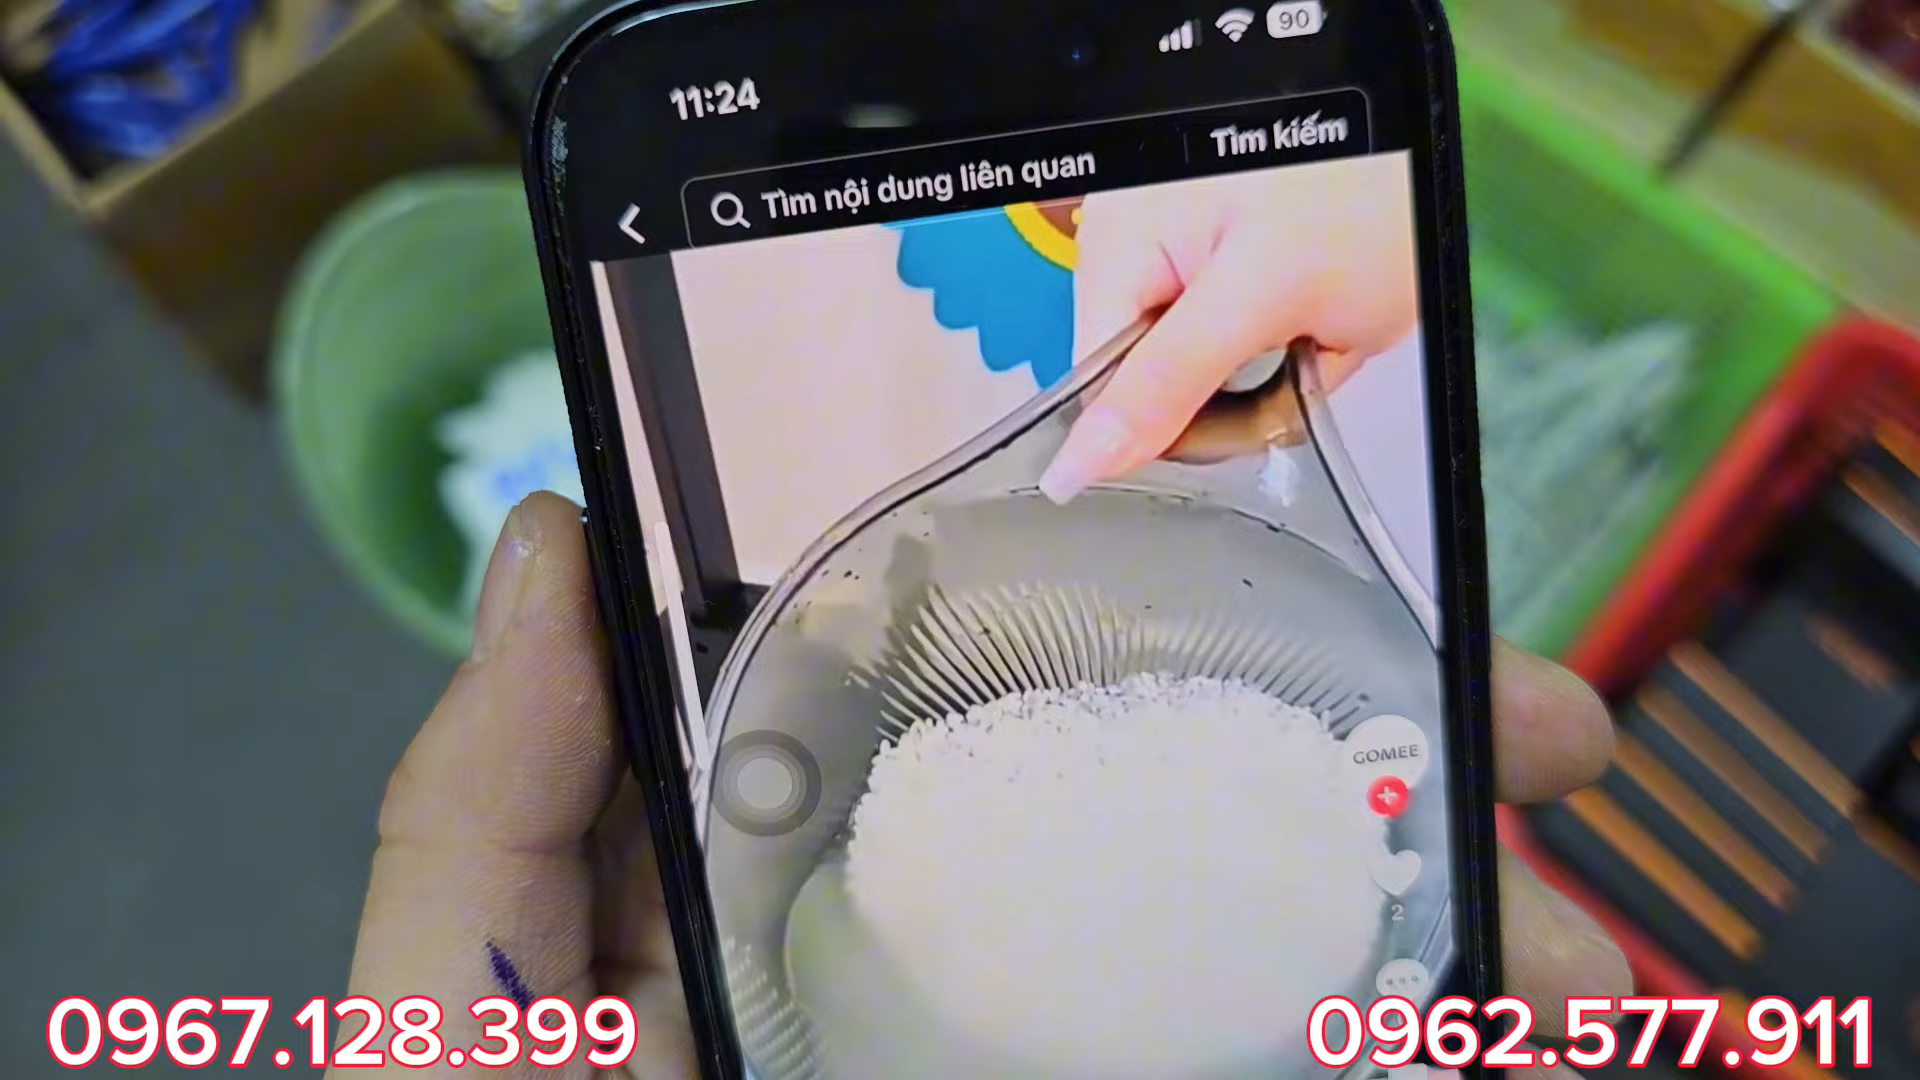 11:24
90
Tìm nội dung liên quan
Tìm kiếm
GOMEE
2
0967.128.399
0962.577.911